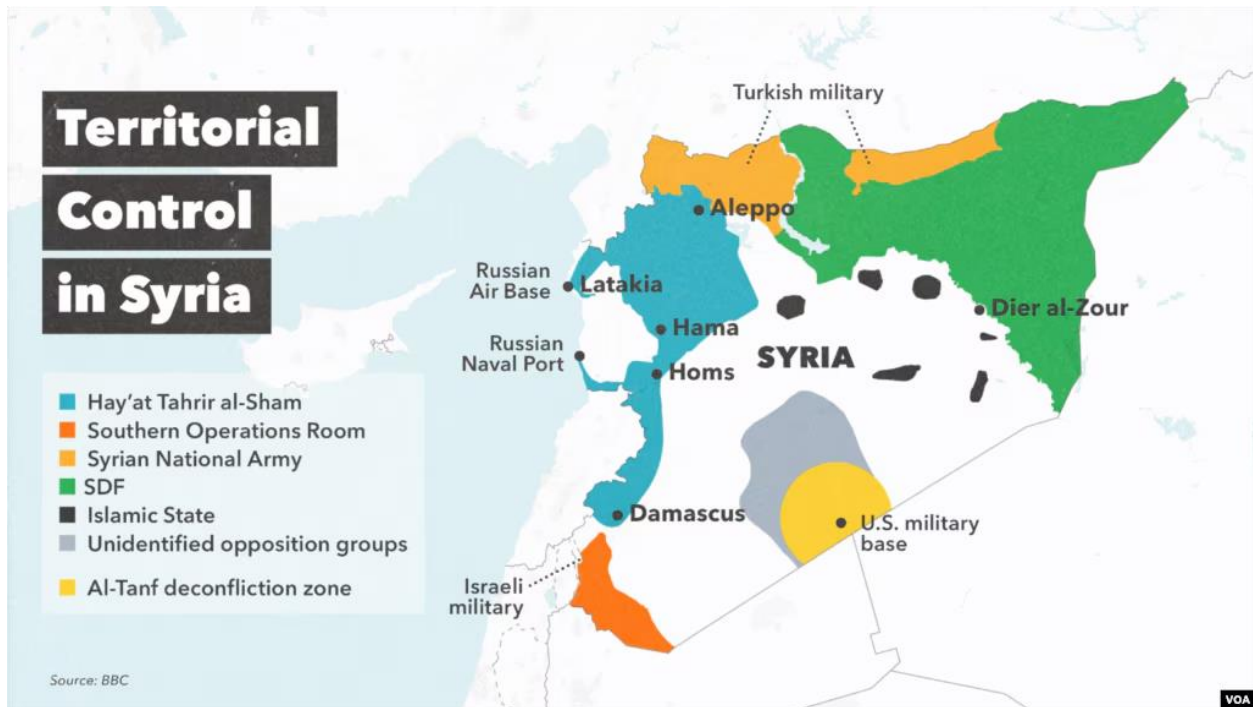 Territorial
Control
in Syria
Hay'at Tahrir al-Sham
Southern Operations Room
Syrian National Army
SDF
Islamic State
Unidentified opposition groups
Al-Tanf deconfliction zone
Source: BBC
Turkish military
Aleppo
Russian
Air Base
Latakia
Hama
Russian
Naval Port
Homs
SYRIA
Dier al-Zour
Damascus
U.S. military
base
Israeli
military
VOA